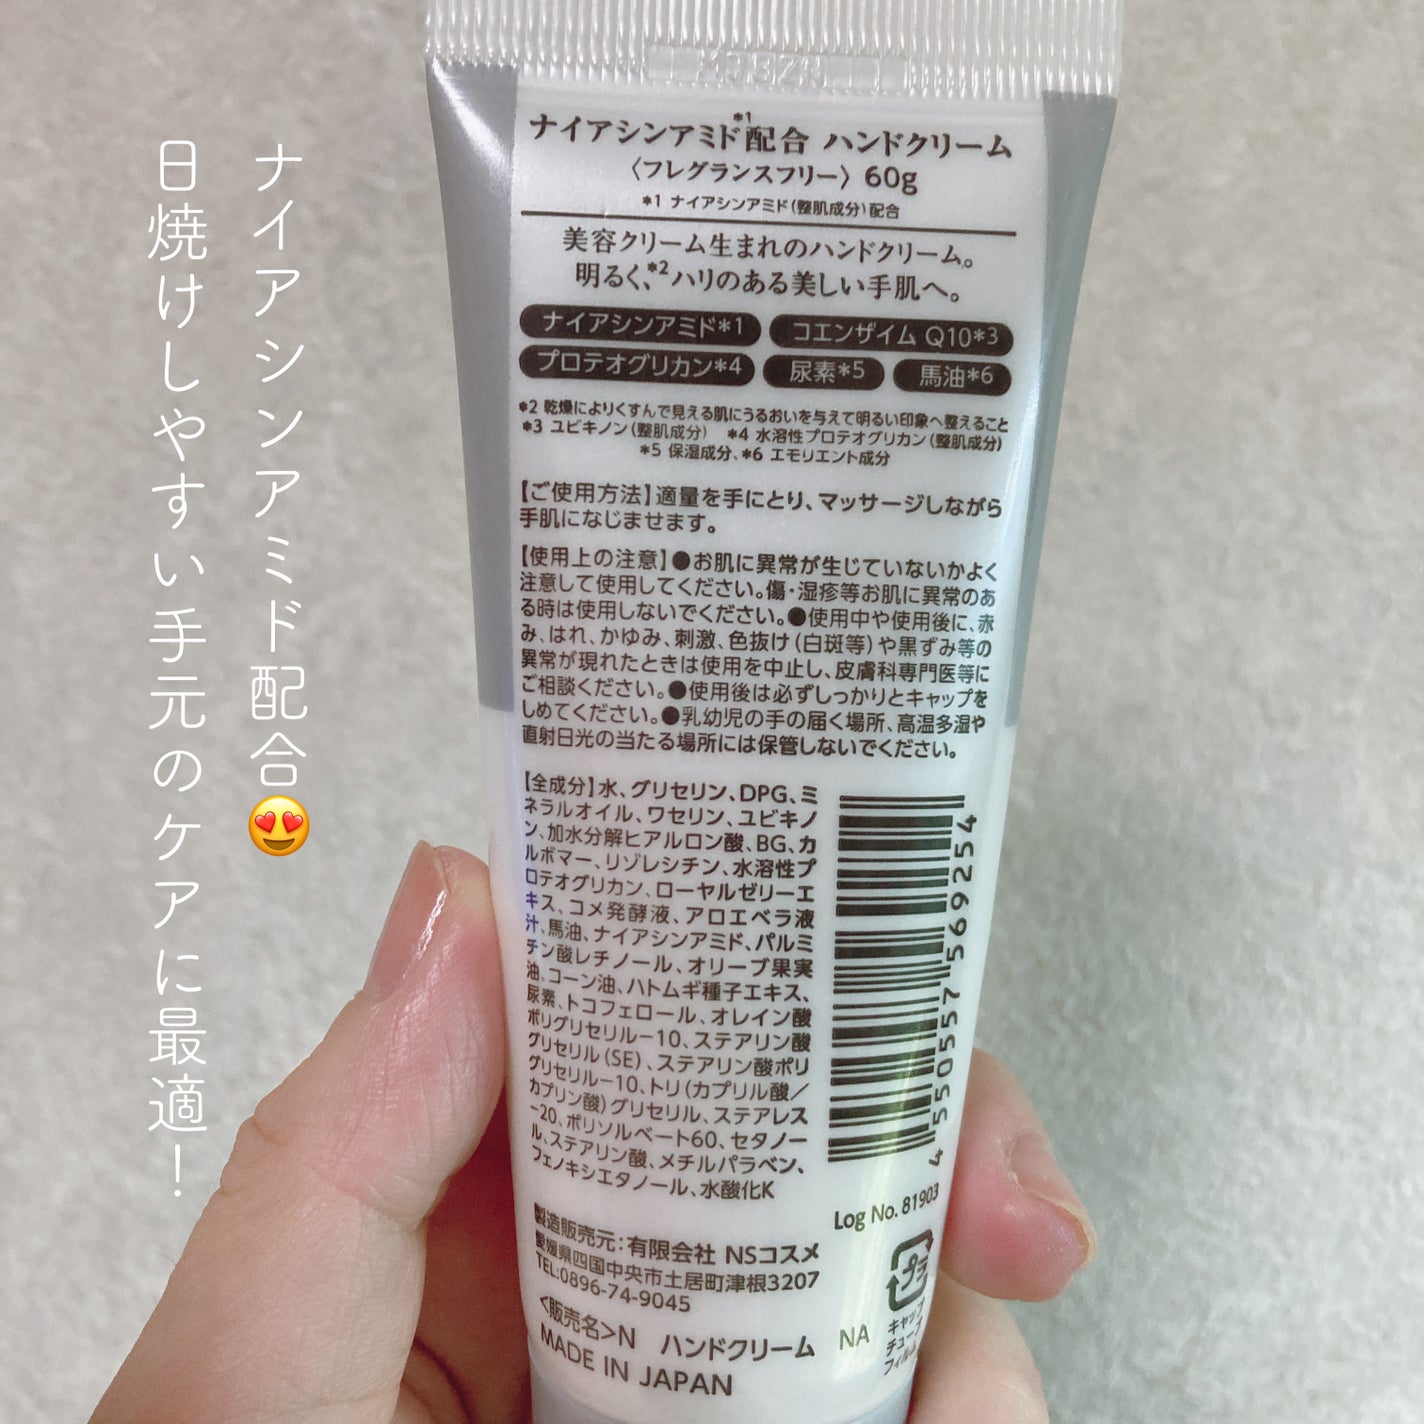 ナイアシンアミド配合😍
日焼けしやすい手元のケアに最適！
ナイアシンアミド*1配合 ハンドクリーム
〈フレグランスフリー〉 60g
*1 ナイアシンアミド(整肌成分)配合
美容クリーム生まれのハンドクリーム。
明るく、*2ハリのある美しい手肌へ。
ナイアシンアミド*1 コエンザイム Q10*3
プロテオグリカン*4 尿素*5 馬油*6
*2 乾燥によりくすんで見える肌にうるおいを与えて明るい印象へ整えること
*3 ユビキノン(整肌成分) *4 水溶性プロテオグリカン(整肌成分)
*5 保湿成分、*6 エモリエント成分
【ご使用方法】適量を手にとり、マッサージしながら
手肌になじませます。
【使用上の注意】●お肌に異常が生じていないかよく
注意して使用してください。傷・湿疹等お肌に異常のあ
る時は使用しないでください。●使用中や使用後に、赤
み、はれ、かゆみ、刺激、色抜け(白斑等)や黒ずみ等の
異常が現れたときは使用を中止し、皮膚科専門医等に
ご相談ください。●使用後は必ずしっかりとキャップを
しめてください。●乳幼児の手の届く場所、高温多湿や
直射日光の当たる場所には保管しないでください。
【全成分】水、グリセリン、DPG、ミ
ネラルオイル、ワセリン、ユビキノ
ン、加水分解ヒアルロン酸、BG、カ
ルボマー、リゾレシチン、水溶性プ
ロテオグリカン、ローヤルゼリーエ
キス、コメ発酵液、アロエベラ液
汁、馬油、ナイアシンアミド、パルミ
チン酸レチノール、オリーブ果実
油、コーン油、ハトムギ種子エキス、
尿素、トコフェロール、オレイン酸
ポリグリセリル-10、ステアリン酸
グリセリル(SE)、ステアリン酸ポリ
グリセリル-10、トリ(カプリル酸/
カプリン酸)グリセリル、ステアレス
-20、ポリソルベート60、セタノー
ル、ステアリン酸、メチルパラベン、
フェノキシエタノール、水酸化K
4 550557 569254
Log No. 81903
製造販売元：有限会社 NSコスメ
愛媛県四国中央市土居町津根3207
TEL:0896-74-9045
<販売名>N ハンドクリーム NA
MADE IN JAPAN
プラ
キャップ
チューブ
フィルム